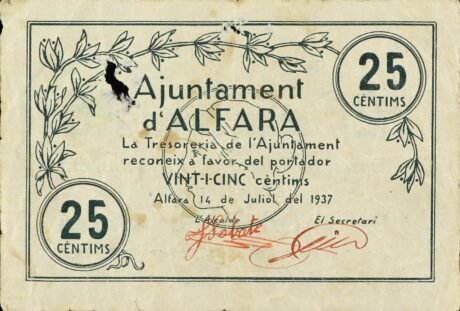 Ajuntament
d'ALFARA
25
CÈNTIMS
La Tresoreria de l'Ajuntament
reconeix a favor del portador
VINT-I-CINC cèntims
Alfara 14 de Juliol del 1937
L'Alcalde
El Secretari
25
CÈNTIMS